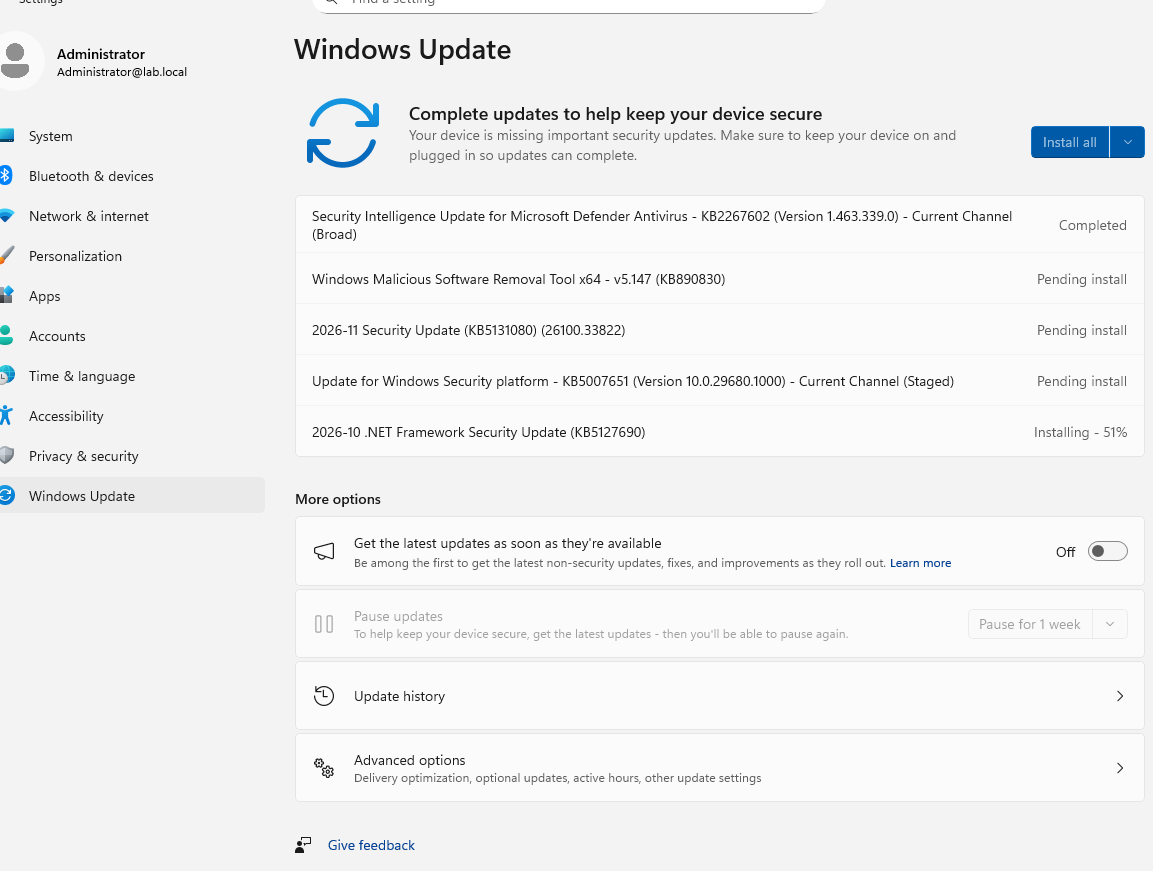 Settings
Find a setting
Administrator
Administrator@lab.local
System
Bluetooth & devices
Network & internet
Personalization
Apps
Accounts
Time & language
Accessibility
Privacy & security
Windows Update
Windows Update
Complete updates to help keep your device secure
Your device is missing important security updates. Make sure to keep your device on and
plugged in so updates can complete.
Install all
Security Intelligence Update for Microsoft Defender Antivirus - KB2267602 (Version 1.463.339.0) - Current Channel
(Broad)
Completed
Windows Malicious Software Removal Tool x64 - v5.147 (KB890830)
Pending install
2026-11 Security Update (KB5131080) (26100.33822)
Pending install
Update for Windows Security platform - KB5007651 (Version 10.0.29680.1000) - Current Channel (Staged)
Pending install
2026-10 .NET Framework Security Update (KB5127690)
Installing - 51%
More options
Get the latest updates as soon as they're available
Be among the first to get the latest non-security updates, fixes, and improvements as they roll out. Learn more
Off
Pause updates
To help keep your device secure, get the latest updates - then you'll be able to pause again.
Pause for 1 week
Update history
Advanced options
Delivery optimization, optional updates, active hours, other update settings
Give feedback